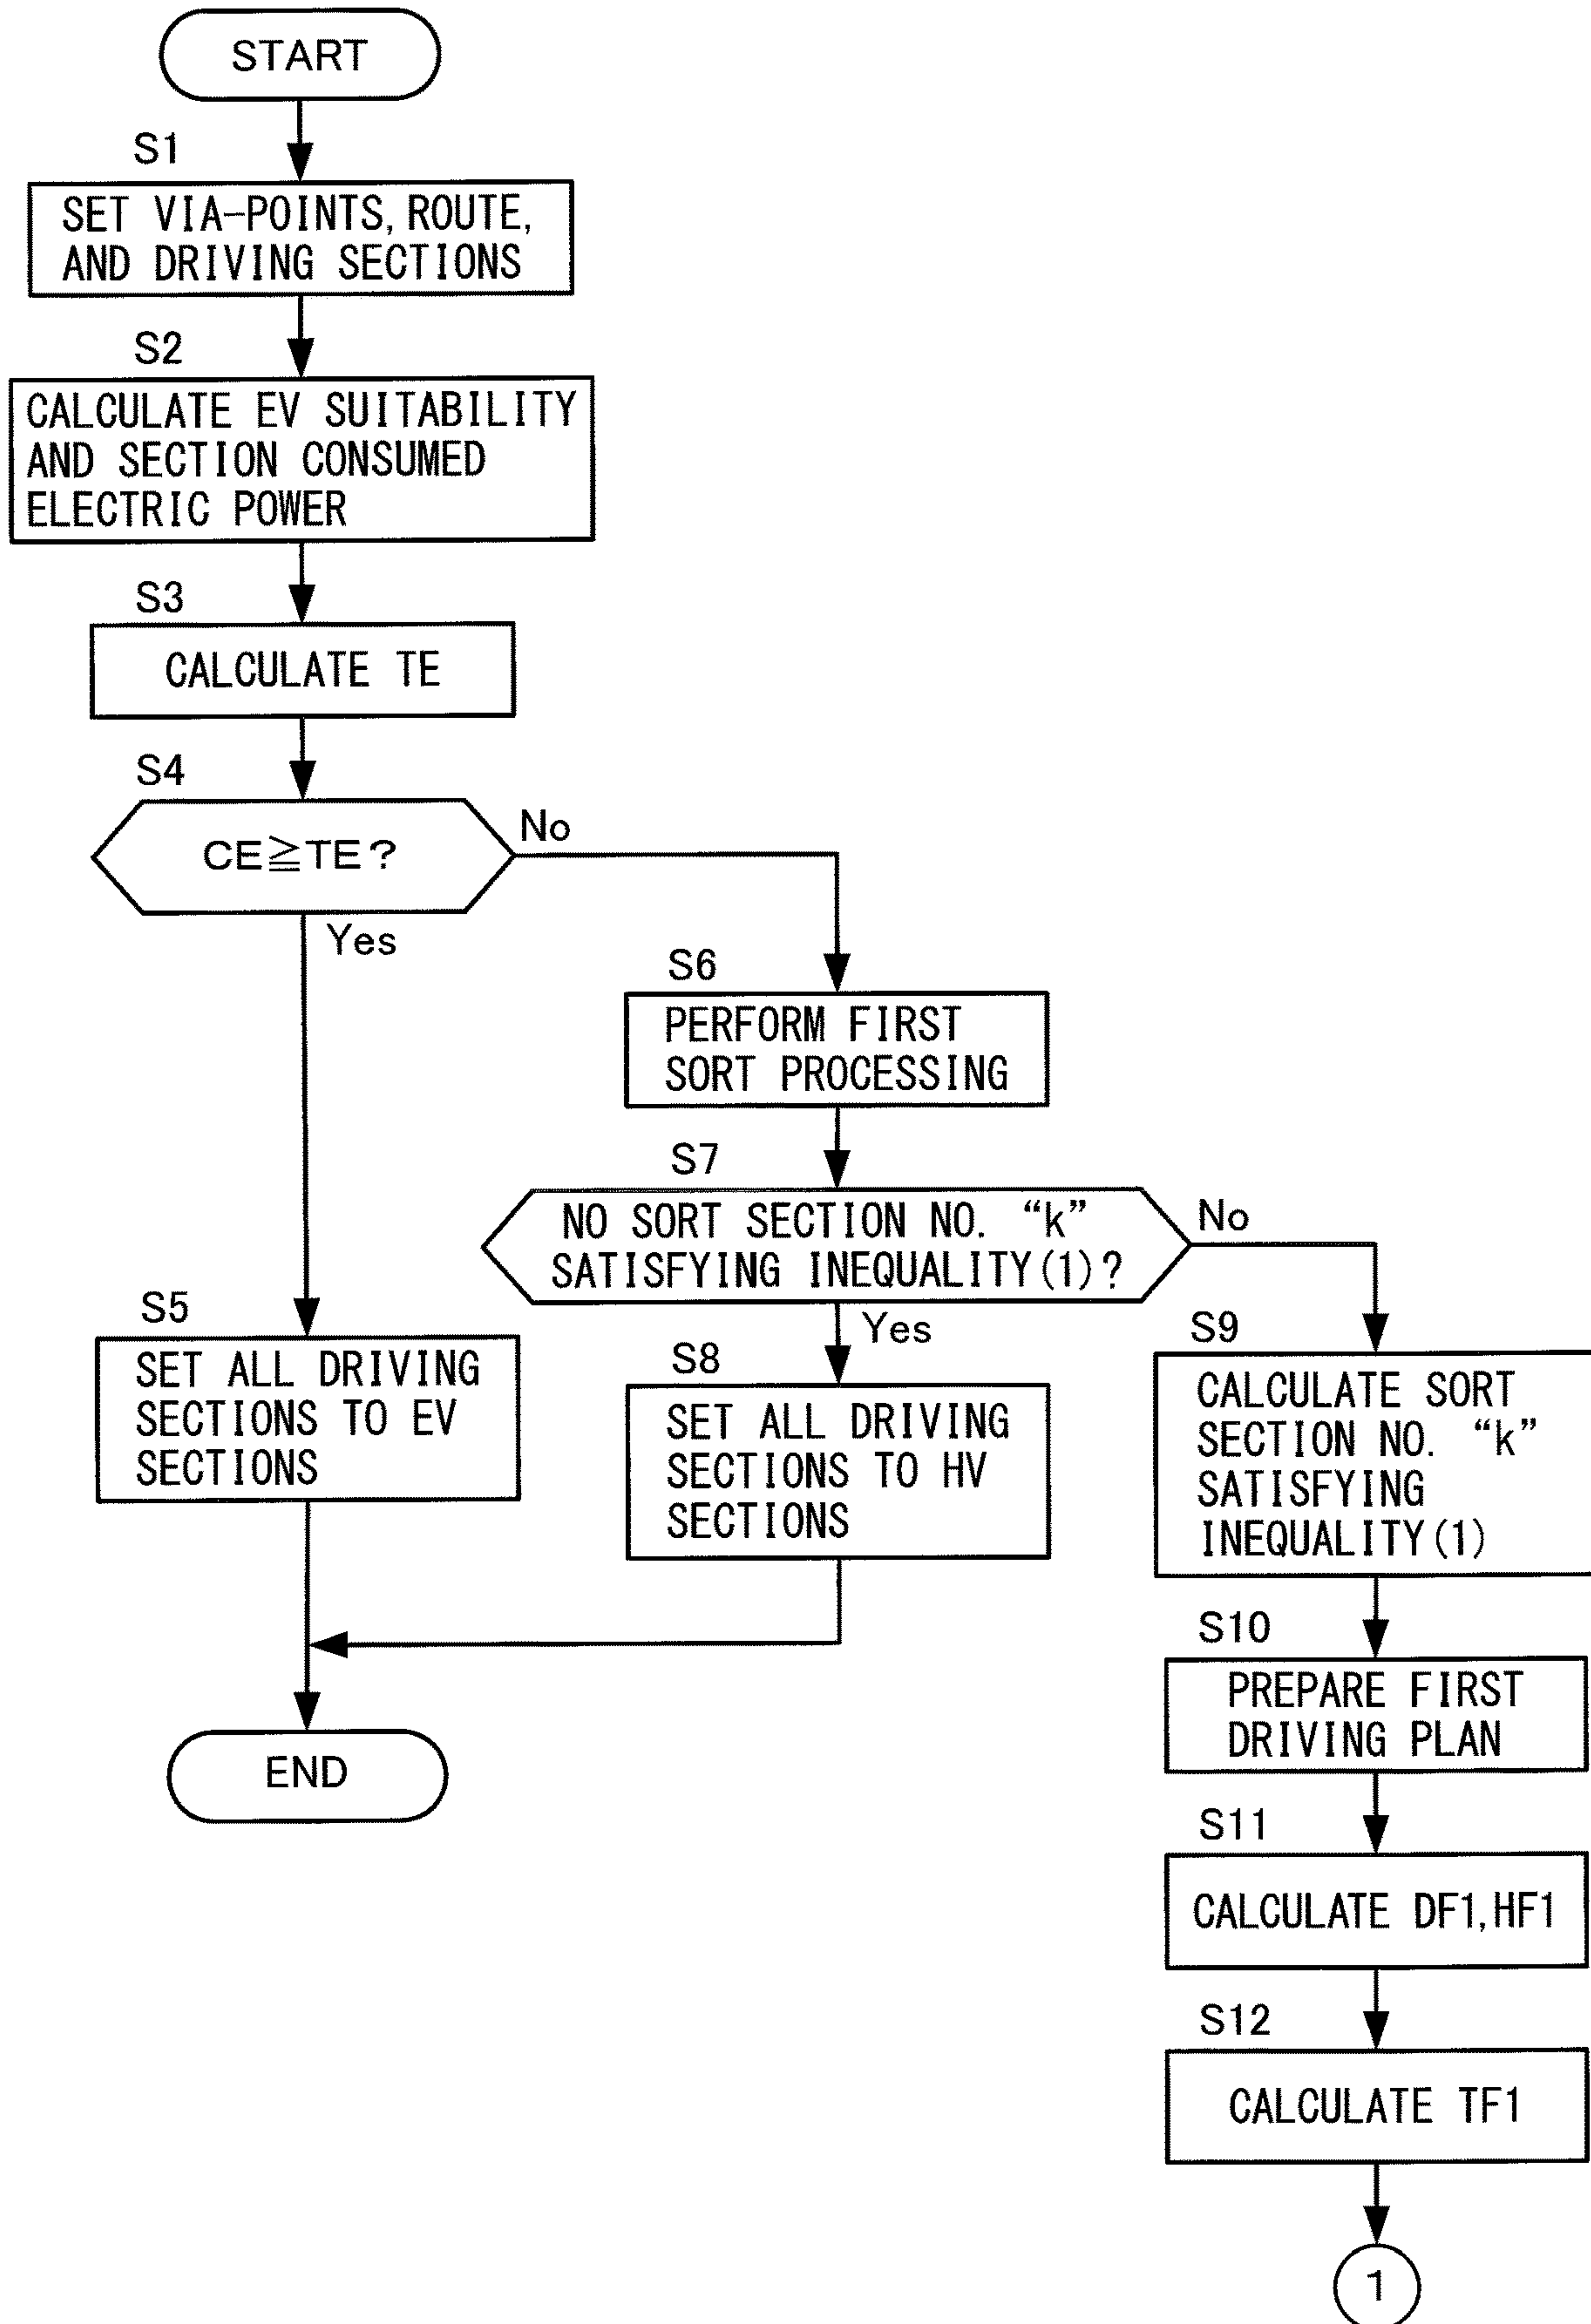 START
S1
SET VIA-POINTS, ROUTE,
AND DRIVING SECTIONS
S2
CALCULATE EV SUITABILITY
AND SECTION CONSUMED
ELECTRIC POWER
S3
CALCULATE TE
S4
CE≧TE?
No
Yes
S6
PERFORM FIRST
SORT PROCESSING
S7
NO SORT SECTION NO. “k”
SATISFYING INEQUALITY(1)?
No
Yes
S5
SET ALL DRIVING
SECTIONS TO EV
SECTIONS
S8
SET ALL DRIVING
SECTIONS TO HV
SECTIONS
S9
CALCULATE SORT
SECTION NO. “k”
SATISFYING
INEQUALITY(1)
S10
PREPARE FIRST
DRIVING PLAN
END
S11
CALCULATE DF1, HF1
S12
CALCULATE TF1
1